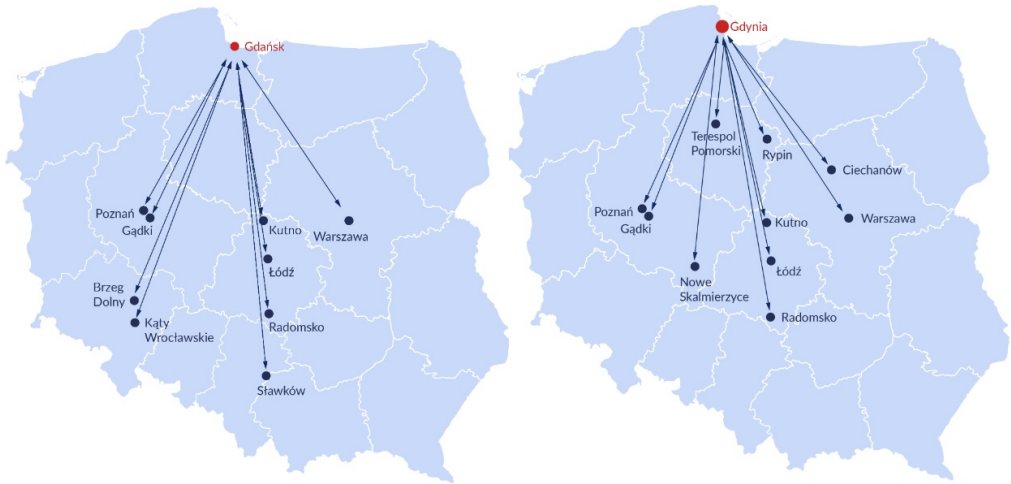 Gdańsk
Poznań
Gądki
Kutno
Warszawa
Łódź
Brzeg
Dolny
Kąty
Wrocławskie
Radomsko
Sławków
Gdynia
Terespol
Pomorski
Rypin
Ciechanów
Poznań
Gądki
Kutno
Warszawa
Łódź
Nowe
Skalmierzyce
Radomsko